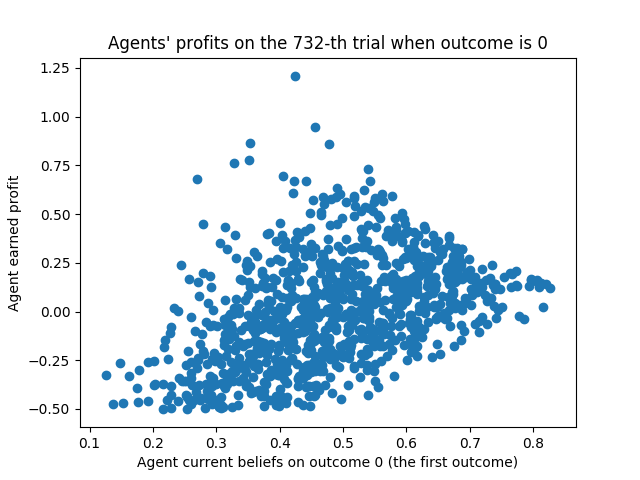 Agents' profits on the 732-th trial when outcome is 0
1.25
1.00
0.75
0.50
0.25
0.00
−0.25
−0.50
Agent earned profit
0.1 0.2 0.3 0.4 0.5 0.6 0.7 0.8
Agent current beliefs on outcome 0 (the first outcome)